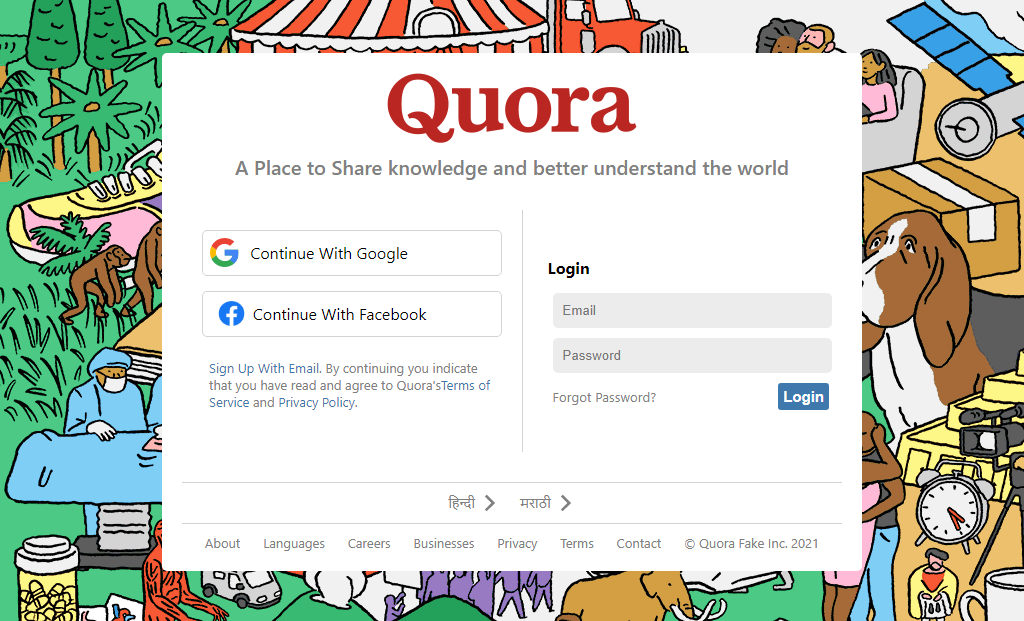 Quora
A Place to Share knowledge and better understand the world
Continue With Google
Continue With Facebook
Sign Up With Email. By continuing you indicate
that you have read and agree to Quora'sTerms of
Service and Privacy Policy.
Login
Email
Password
Forgot Password?
Login
हिन्दी
मराठी
About Languages Careers Businesses Privacy Terms Contact © Quora Fake Inc. 2021